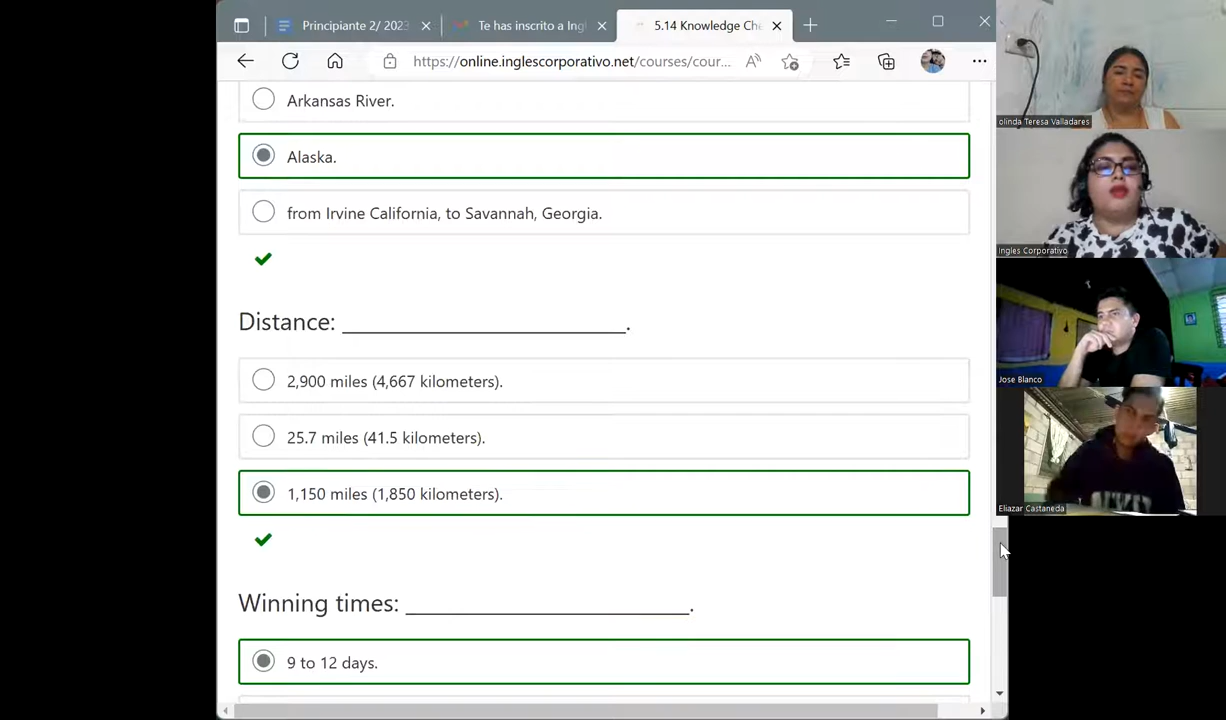 Principiante 2/ 2023
Te has inscrito a Ing
5.14 Knowledge Che
https://online.inglescorporativo.net/courses/cour...
Arkansas River.
Alaska.
from Irvine California, to Savannah, Georgia.
Distance: ________________________.
2,900 miles (4,667 kilometers).
25.7 miles (41.5 kilometers).
1,150 miles (1,850 kilometers).
Winning times: ________________________.
9 to 12 days.
olinda Teresa Valladares
Ingles Corporativo
Jose Blanco
Eliazar Castaneda